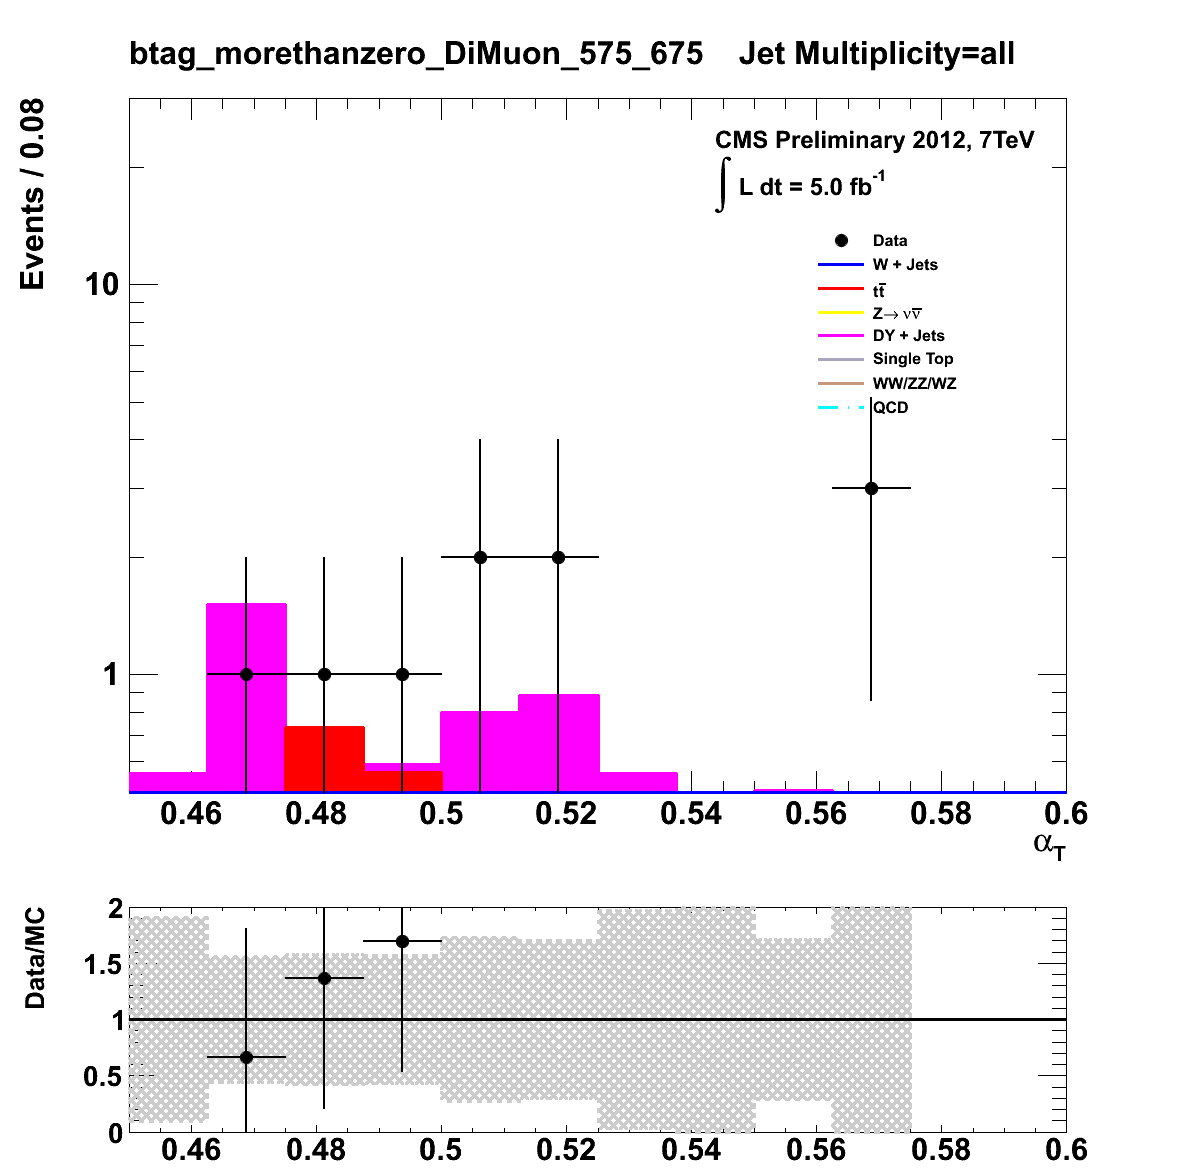 btag_morethanzero_DiMuon_575_675 Jet Multiplicity=all
Events / 0.08
CMS Preliminary 2012, 7TeV
∫ L dt = 5.0 fb⁻¹
Data
W + Jets
tt̅
Z→ νν̅
DY + Jets
Single Top
WW/ZZ/WZ
QCD
10
1
0.46 0.48 0.5 0.52 0.54 0.56 0.58 0.6
α_T
Data/MC
2
1.5
1
0.5
0
0.46 0.48 0.5 0.52 0.54 0.56 0.58 0.6